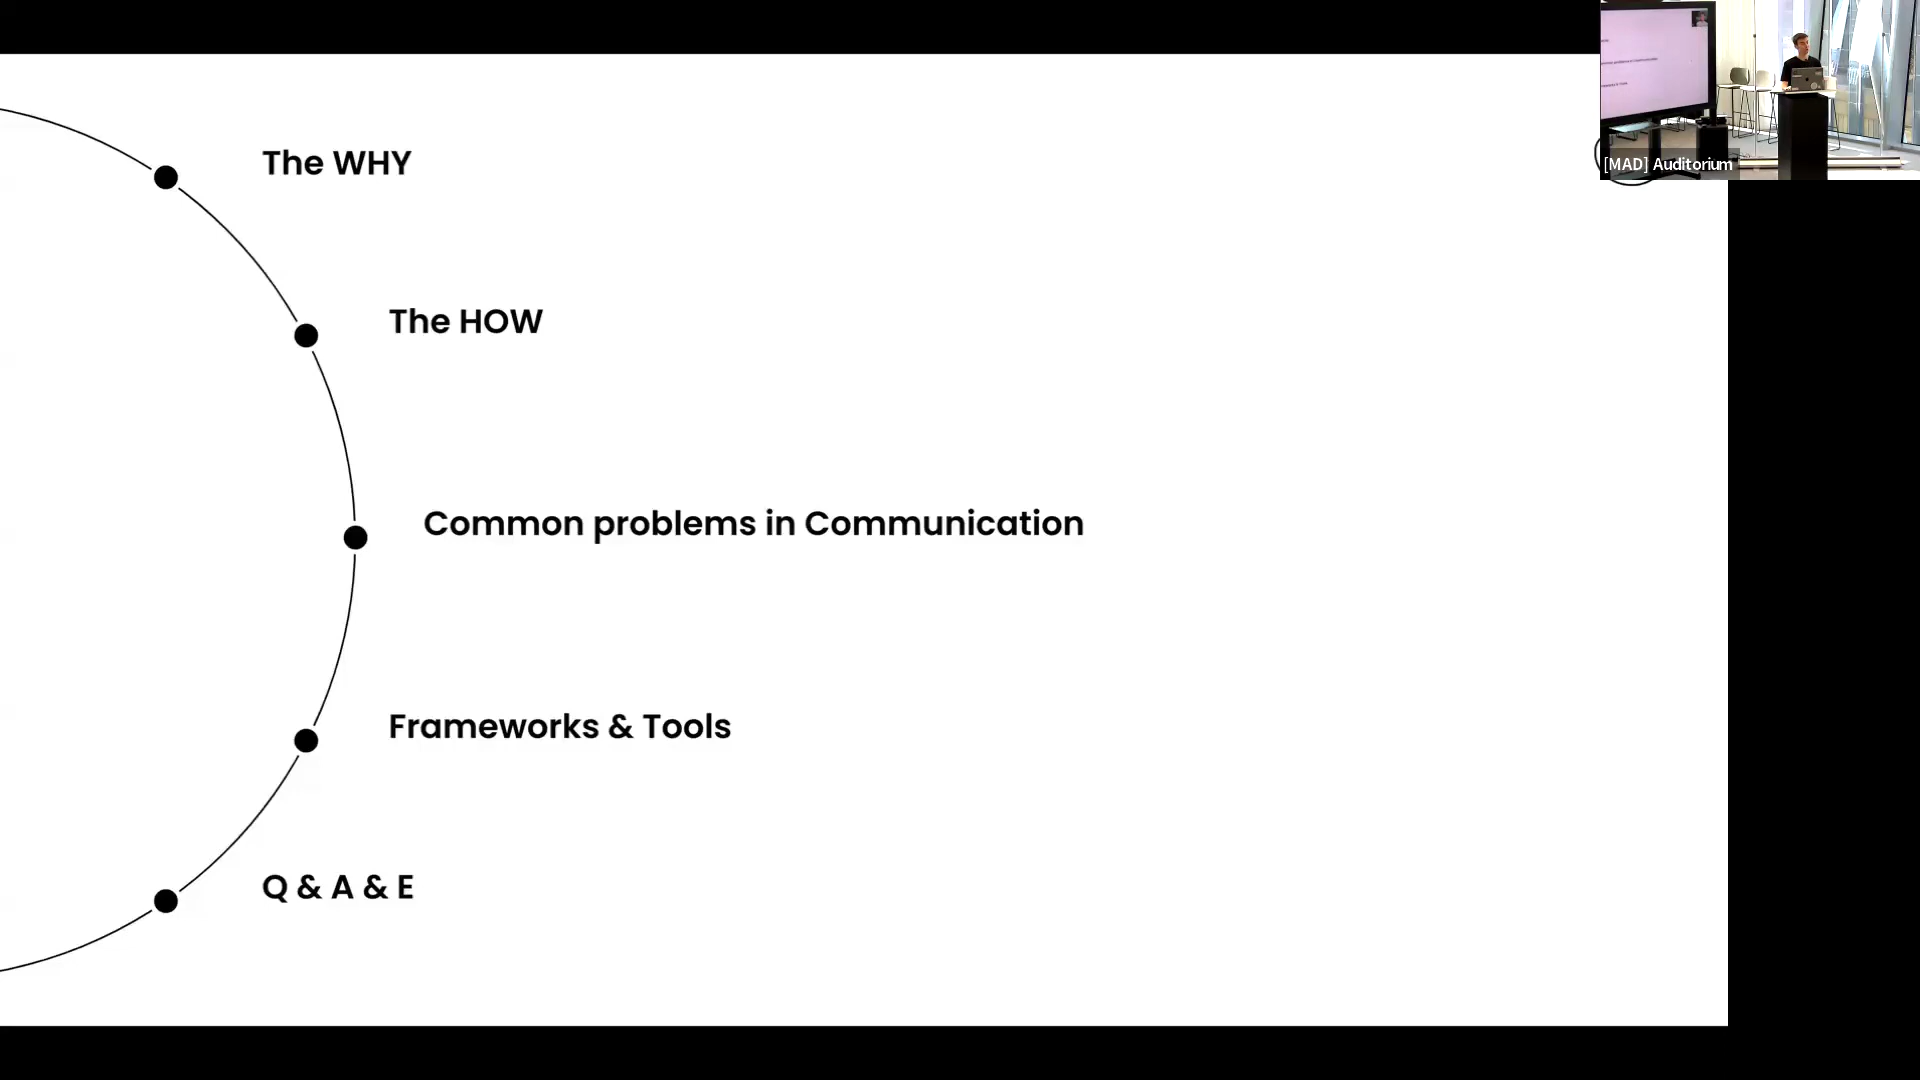 The WHY
The HOW
Common problems in Communication
Frameworks & Tools
Q & A & E
[MAD] Auditorium